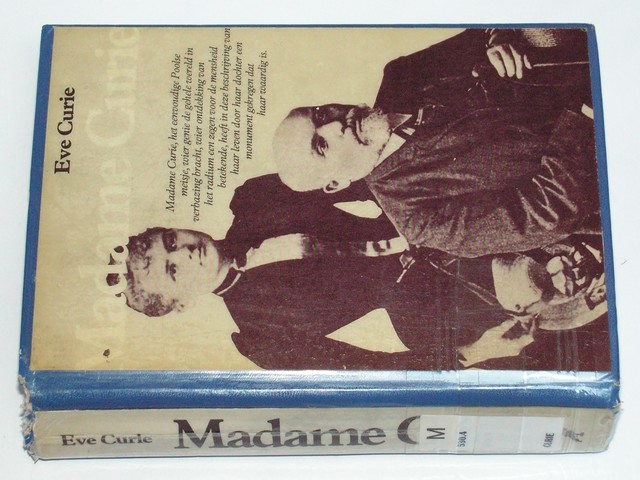 Eve Curie
Madame Curie
Madame Curie, het eenvoudige Poolse
meisje, wier genie de gehele wereld in
verbazing bracht, wier ontdekking van
het radium een zegen voor de mensheid
betekende, heeft in deze beschrijving van
haar leven door haar dochter een
monument gekregen dat
haar waardig is.
Eve Curie
Madame C
M
530.4
CURIE